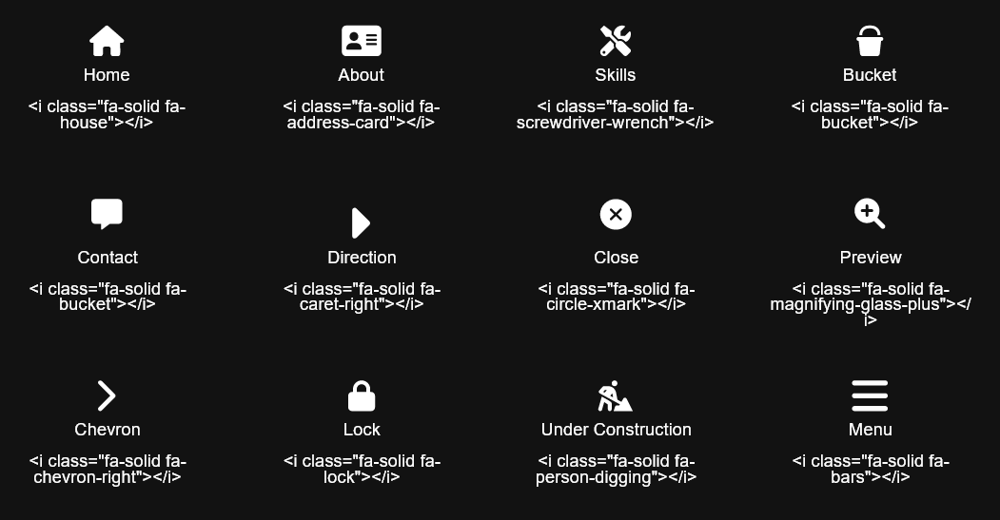 Home
About
Skills
Bucket
<i class="fa-solid fa-
house"></i>
<i class="fa-solid fa-
address-card"></i>
<i class="fa-solid fa-
screwdriver-wrench"></i>
<i class="fa-solid fa-
bucket"></i>
Contact
Direction
Close
Preview
<i class="fa-solid fa-
bucket"></i>
<i class="fa-solid fa-
caret-right"></i>
<i class="fa-solid fa-
circle-xmark"></i>
<i class="fa-solid fa-
magnifying-glass-plus"></
i>
Chevron
Lock
Under Construction
Menu
<i class="fa-solid fa-
chevron-right"></i>
<i class="fa-solid fa-
lock"></i>
<i class="fa-solid fa-
person-digging"></i>
<i class="fa-solid fa-
bars"></i>